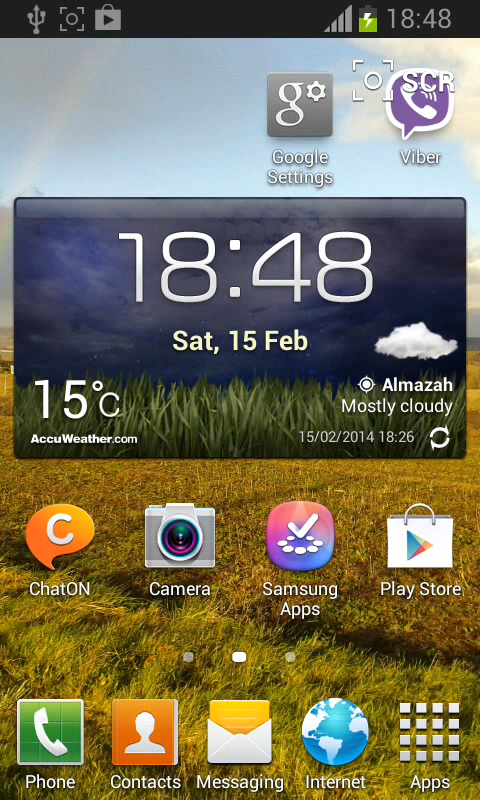 18:48
SCR
Google
Settings
Viber
18:48
Sat, 15 Feb
15°C
Almazah
Mostly cloudy
AccuWeather.com
15/02/2014 18:26
ChatON
Camera
Samsung
Apps
Play Store
Phone
Contacts
Messaging
Internet
Apps